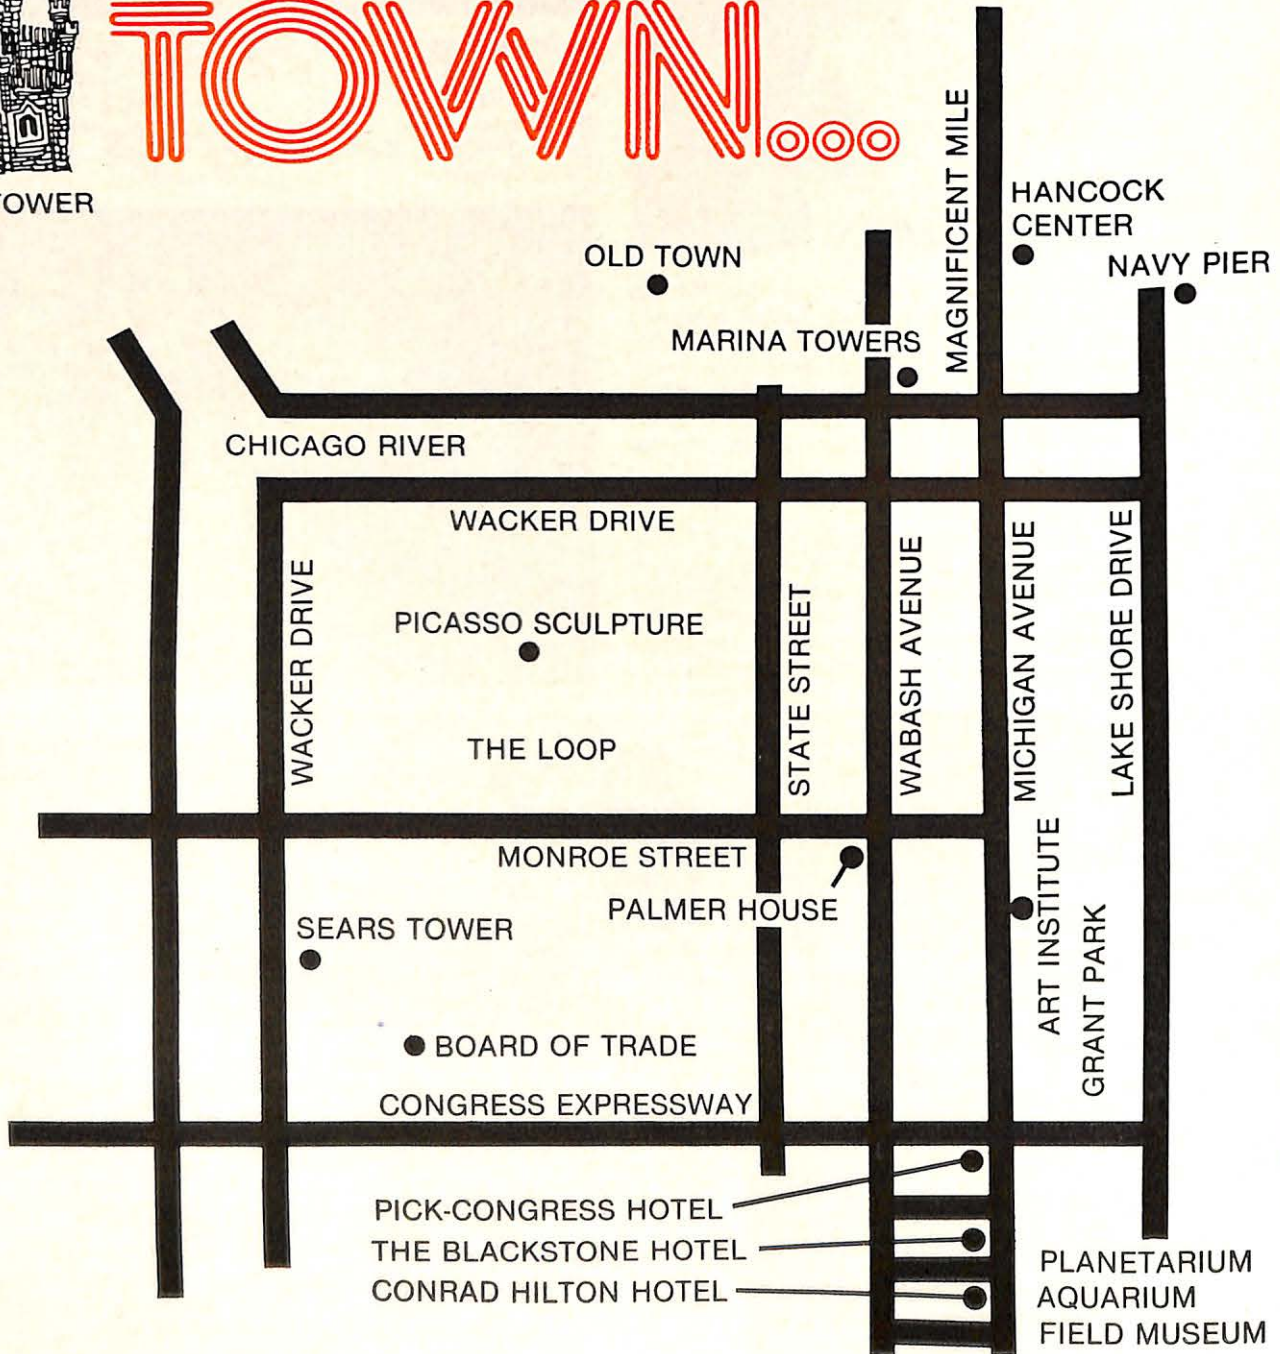 TOWN...
TOWER
MAGNIFICENT MILE
HANCOCK
CENTER
NAVY PIER
OLD TOWN
MARINA TOWERS
CHICAGO RIVER
WACKER DRIVE
WACKER DRIVE
PICASSO SCULPTURE
THE LOOP
STATE STREET
WABASH AVENUE
MICHIGAN AVENUE
LAKE SHORE DRIVE
MONROE STREET
PALMER HOUSE
ART INSTITUTE
GRANT PARK
SEARS TOWER
BOARD OF TRADE
CONGRESS EXPRESSWAY
PICK-CONGRESS HOTEL
THE BLACKSTONE HOTEL
CONRAD HILTON HOTEL
PLANETARIUM
AQUARIUM
FIELD MUSEUM